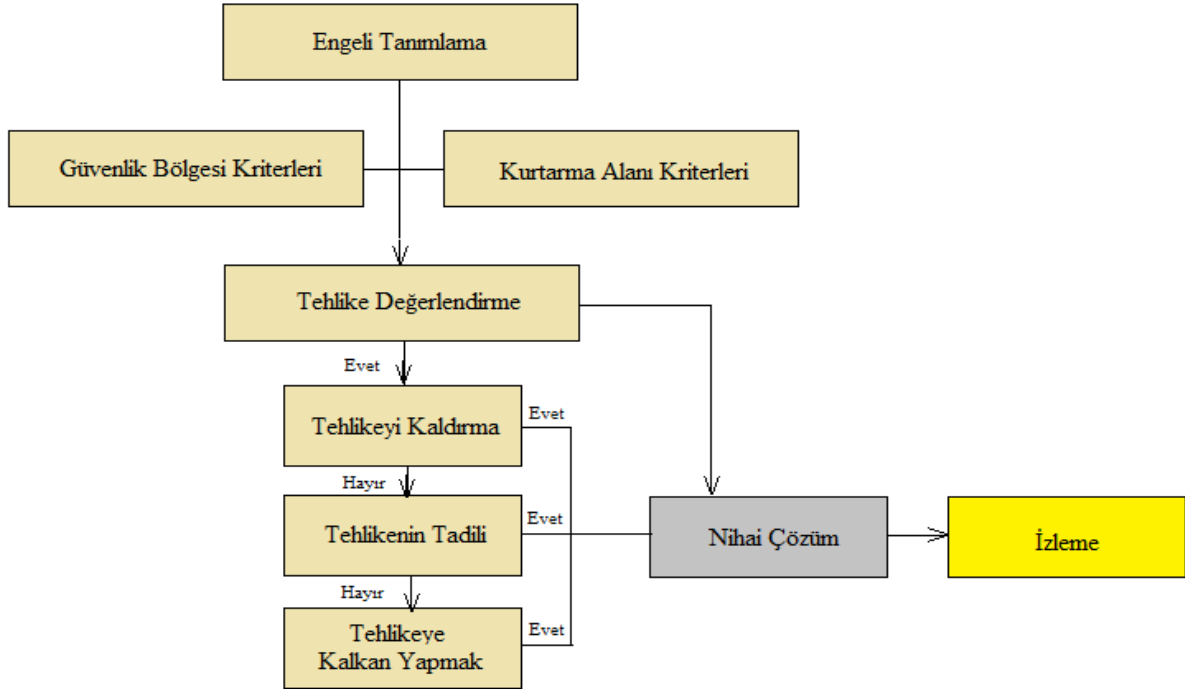 Engeli Tanımlama
Güvenlik Bölgesi Kriterleri
Kurtarma Alanı Kriterleri
Tehlike Değerlendirme
Evet
Tehlikeyi Kaldırma
Evet
Hayır
Tehlikenin Tadili
Evet
Nihai Çözüm
İzleme
Hayır
Tehlikeye
Kalkan Yapmak
Evet